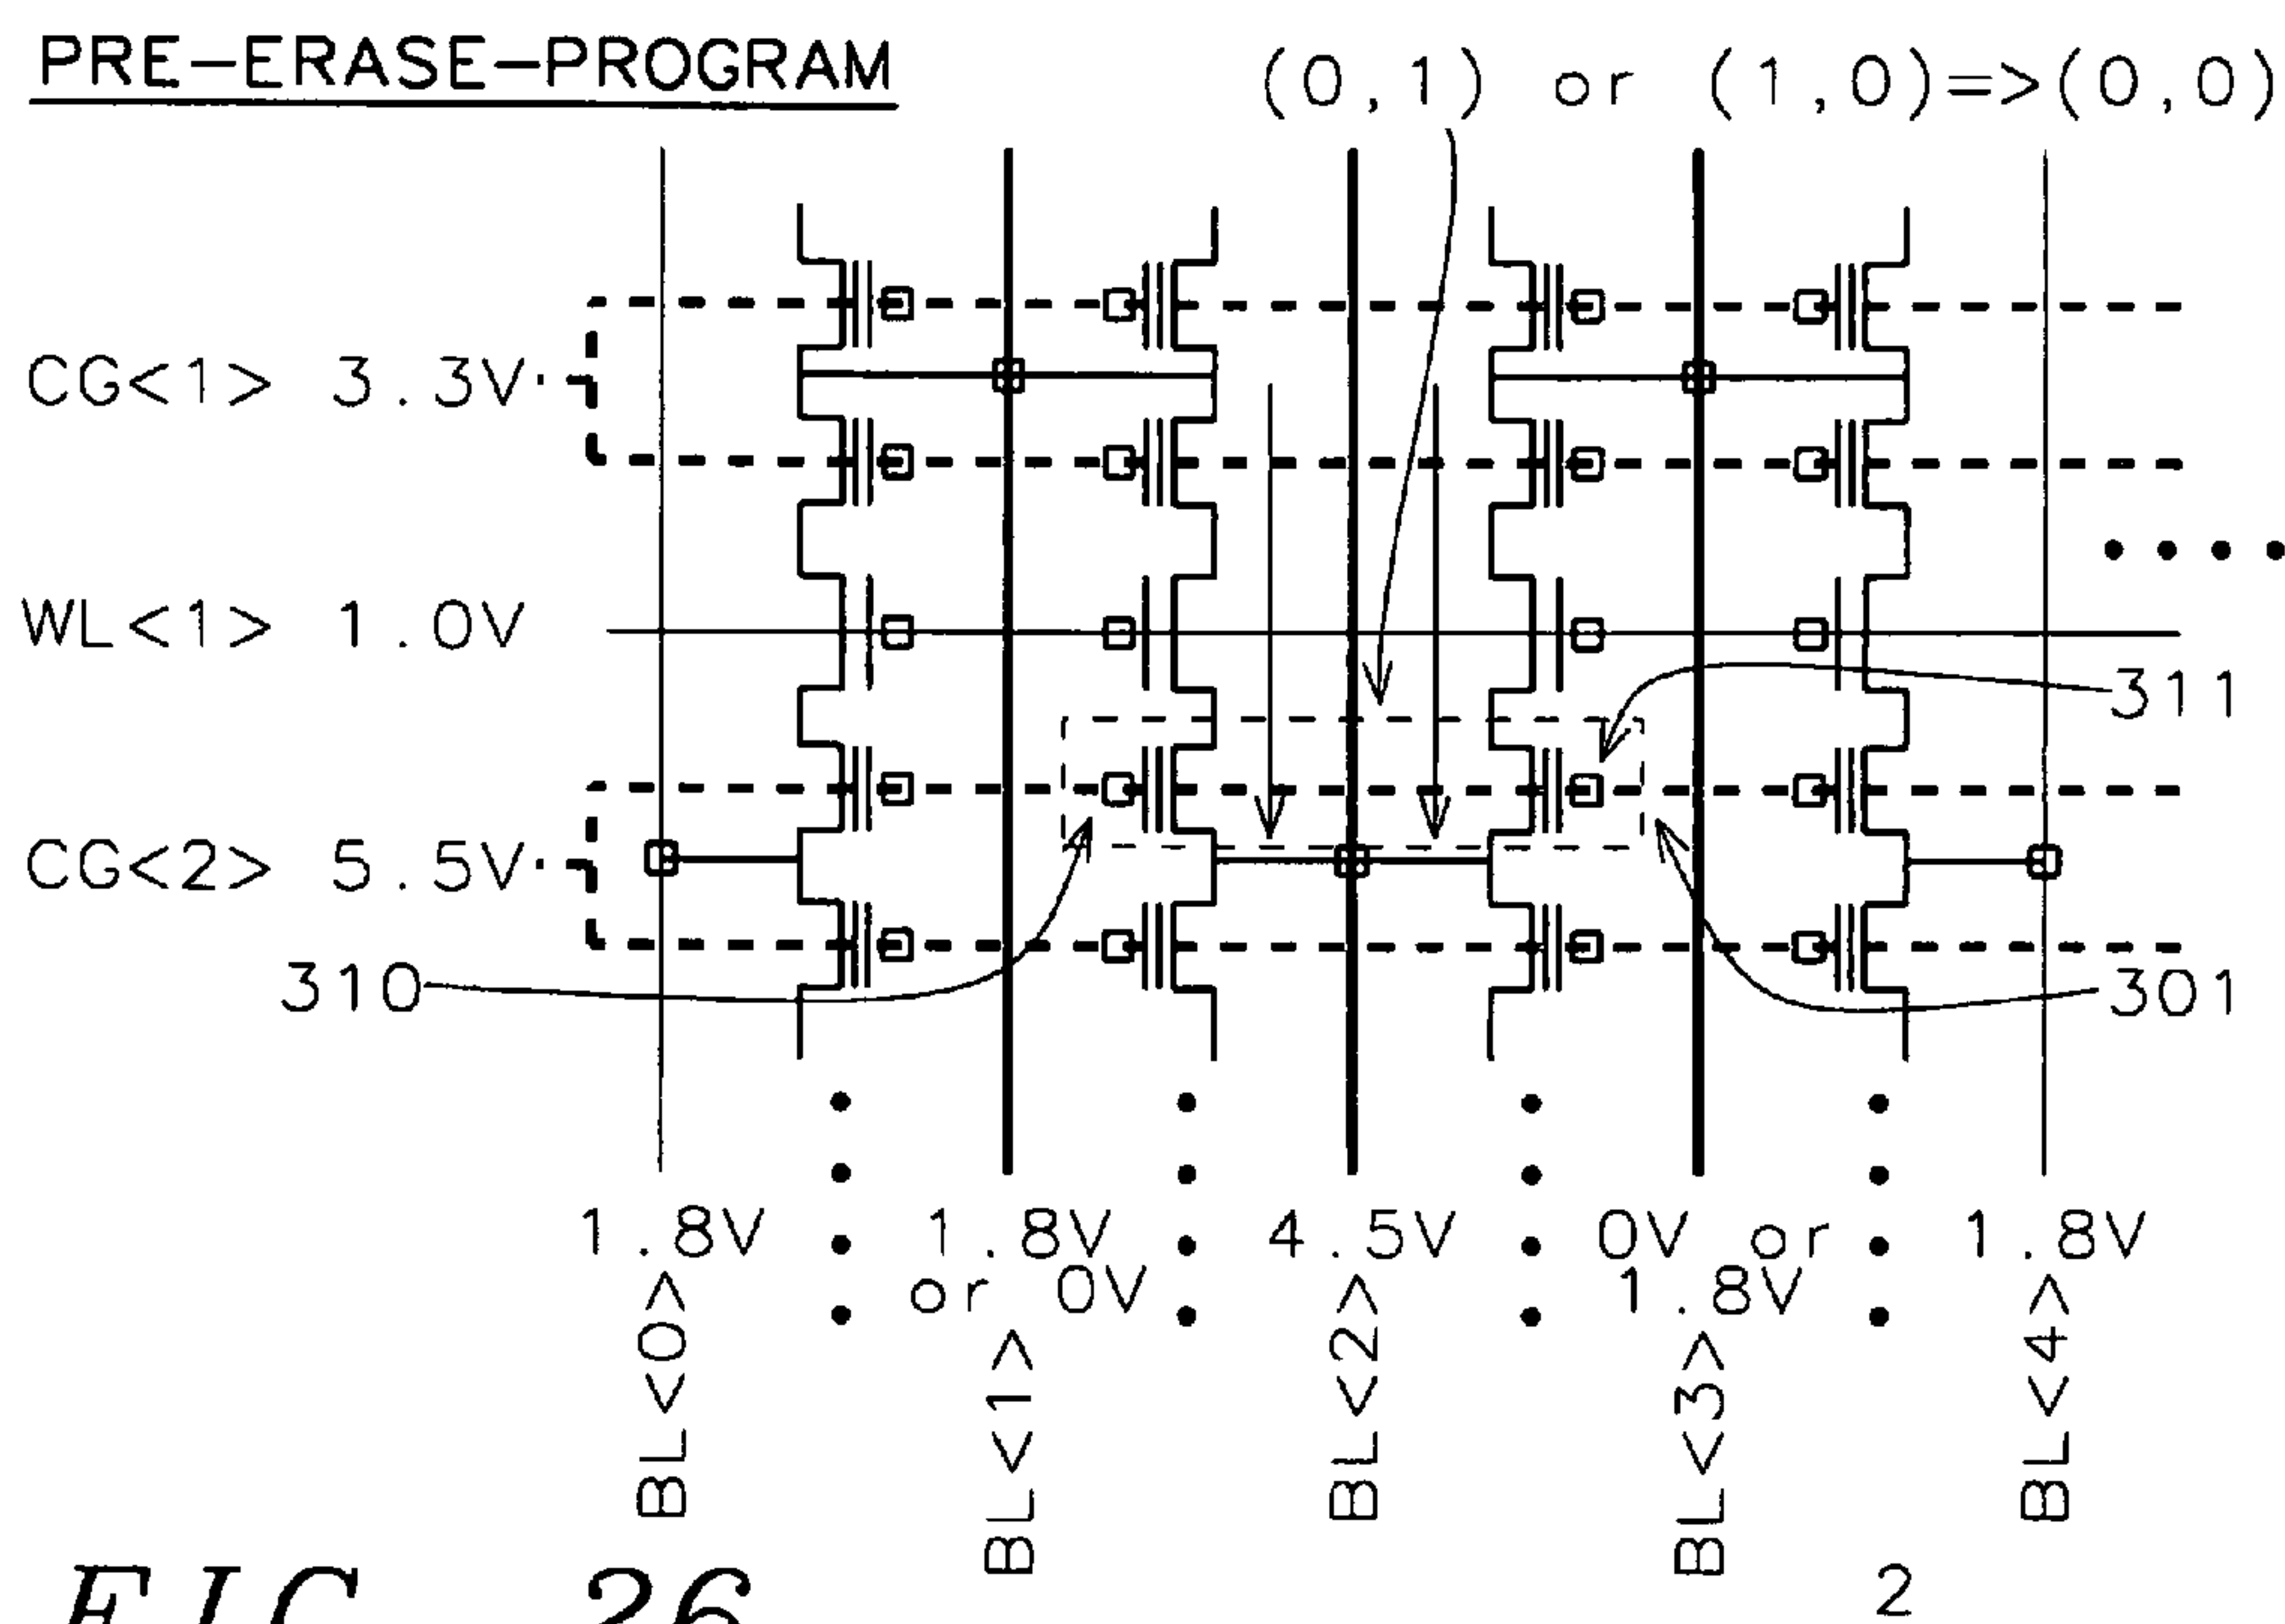 PRE-ERASE-PROGRAM
(0,1) or (1,0)=>(0,0)
CG<1> 3.3V
WL<1> 1.0V
311
CG<2> 5.5V
310
301
1.8V
1.8V
or 0V
4.5V
0V or
1.8V
1.8V
BL<0>
BL<1>
BL<2>
BL<3>
BL<4>
FIG. 26
2